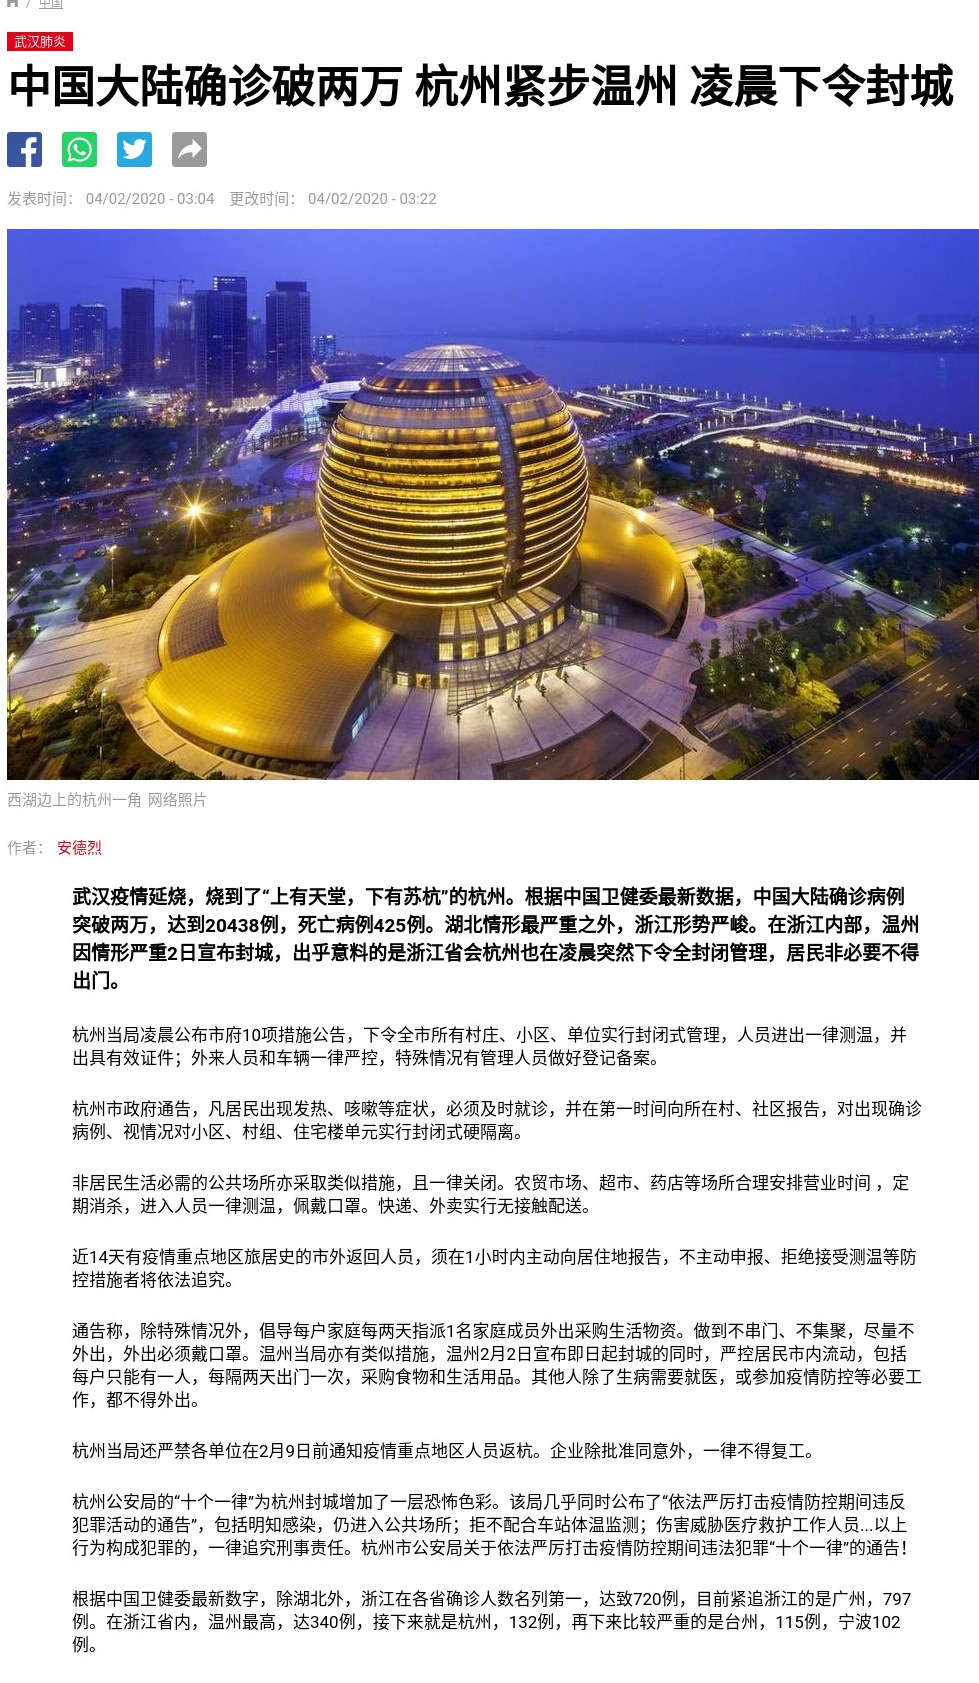 / 中国
武汉肺炎
中国大陆确诊破两万 杭州紧步温州 凌晨下令封城
发表时间： 04/02/2020 - 03:04 更改时间： 04/02/2020 - 03:22
西湖边上的杭州一角 网络照片
作者： 安德烈
武汉疫情延烧，烧到了“上有天堂，下有苏杭”的杭州。根据中国卫健委最新数据，中国大陆确诊病例
突破两万，达到20438例，死亡病例425例。湖北情形最严重之外，浙江形势严峻。在浙江内部，温州
因情形严重2日宣布封城，出乎意料的是浙江省会杭州也在凌晨突然下令全封闭管理，居民非必要不得
出门。
杭州当局凌晨公布市府10项措施公告，下令全市所有村庄、小区、单位实行封闭式管理，人员进出一律测温，并
出具有效证件；外来人员和车辆一律严控，特殊情况有管理人员做好登记备案。
杭州市政府通告，凡居民出现发热、咳嗽等症状，必须及时就诊，并在第一时间向所在村、社区报告，对出现确诊
病例、视情况对小区、村组、住宅楼单元实行封闭式硬隔离。
非居民生活必需的公共场所亦采取类似措施，且一律关闭。农贸市场、超市、药店等场所合理安排营业时间 ，定
期消杀，进入人员一律测温，佩戴口罩。快递、外卖实行无接触配送。
近14天有疫情重点地区旅居史的市外返回人员，须在1小时内主动向居住地报告，不主动申报、拒绝接受测温等防
控措施者将依法追究。
通告称，除特殊情况外，倡导每户家庭每两天指派1名家庭成员外出采购生活物资。做到不串门、不集聚，尽量不
外出，外出必须戴口罩。温州当局亦有类似措施，温州2月2日宣布即日起封城的同时，严控居民市内流动，包括
每户只能有一人，每隔两天出门一次，采购食物和生活用品。其他人除了生病需要就医，或参加疫情防控等必要工
作，都不得外出。
杭州当局还严禁各单位在2月9日前通知疫情重点地区人员返杭。企业除批准同意外，一律不得复工。
杭州公安局的“十个一律”为杭州封城增加了一层恐怖色彩。该局几乎同时公布了“依法严厉打击疫情防控期间违反
犯罪活动的通告”，包括明知感染，仍进入公共场所；拒不配合车站体温监测；伤害威胁医疗救护工作人员...以上
行为构成犯罪的，一律追究刑事责任。杭州市公安局关于依法严厉打击疫情防控期间违法犯罪“十个一律”的通告！
根据中国卫健委最新数字，除湖北外，浙江在各省确诊人数名列第一，达致720例，目前紧追浙江的是广州，797
例。在浙江省内，温州最高，达340例，接下来就是杭州，132例，再下来比较严重的是台州，115例，宁波102
例。